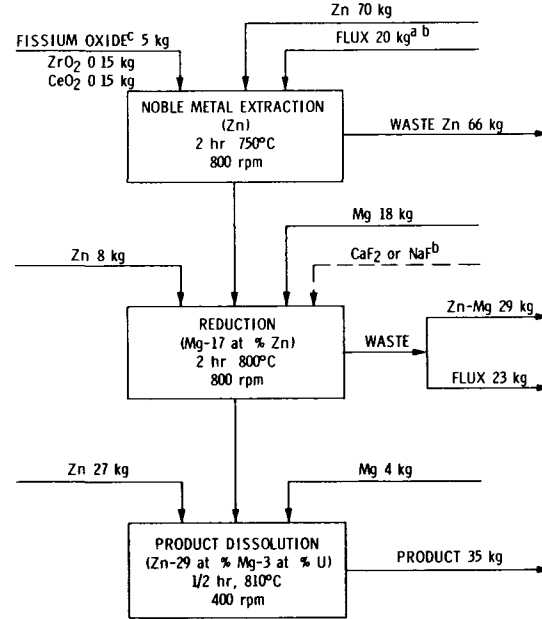 Zn 70 kg
FISSIUM OXIDEᶜ 5 kg
FLUX 20 kgᵃ ᵇ
ZrO₂ 0 15 kg
CeO₂ 0 15 kg
NOBLE METAL EXTRACTION
(Zn)
2 hr 750°C
800 rpm
WASTE Zn 66 kg
Mg 18 kg
Zn 8 kg
CaF₂ or NaFᵇ
REDUCTION
(Mg-17 at % Zn)
2 hr 800°C
800 rpm
WASTE
Zn-Mg 29 kg
FLUX 23 kg
Zn 27 kg
Mg 4 kg
PRODUCT DISSOLUTION
(Zn-29 at % Mg-3 at % U)
1/2 hr, 810°C
400 rpm
PRODUCT 35 kg